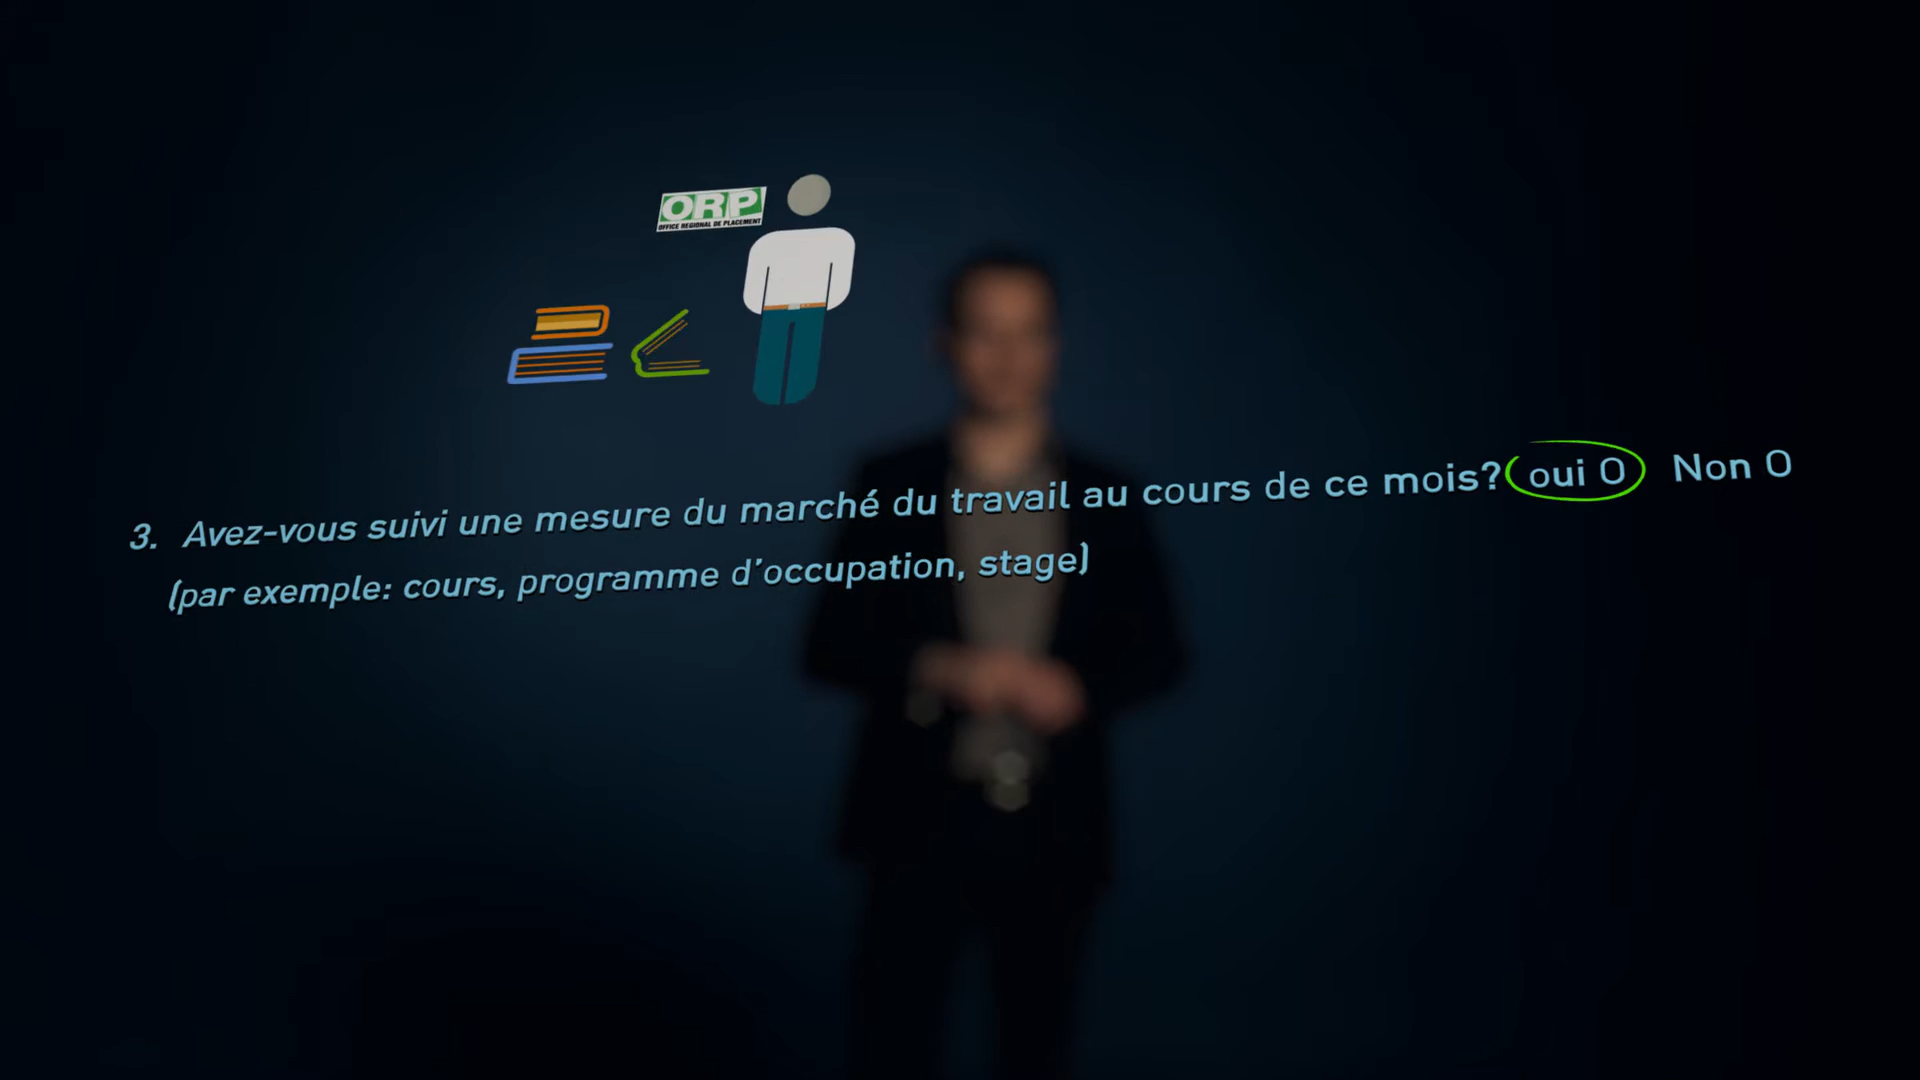 ORP
OFFICE REGIONAL DE PLACEMENT
3. Avez-vous suivi une mesure du marché du travail au cours de ce mois? oui O Non O
(par exemple: cours, programme d'occupation, stage)